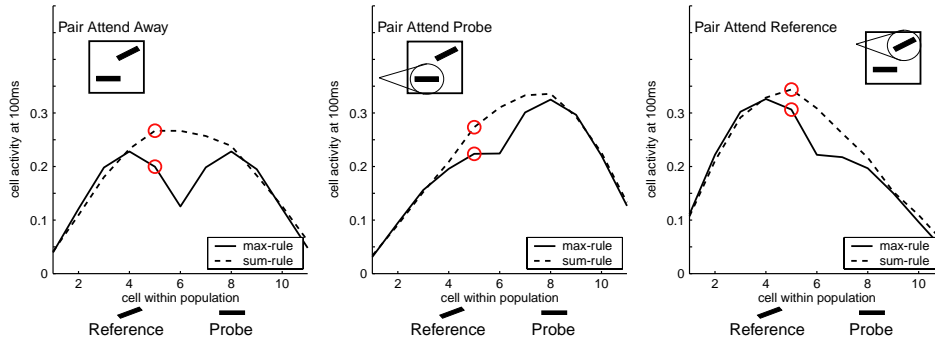 Pair Attend Away
cell activity at 100ms
0.3
0.2
0.1
0
max-rule
sum-rule
2 4 6 8 10
cell within population
Reference Probe
Pair Attend Probe
cell activity at 100ms
0.3
0.2
0.1
0
max-rule
sum-rule
2 4 6 8 10
cell within population
Reference Probe
Pair Attend Reference
cell activity at 100ms
0.3
0.2
0.1
0
max-rule
sum-rule
2 4 6 8 10
cell within population
Reference Probe